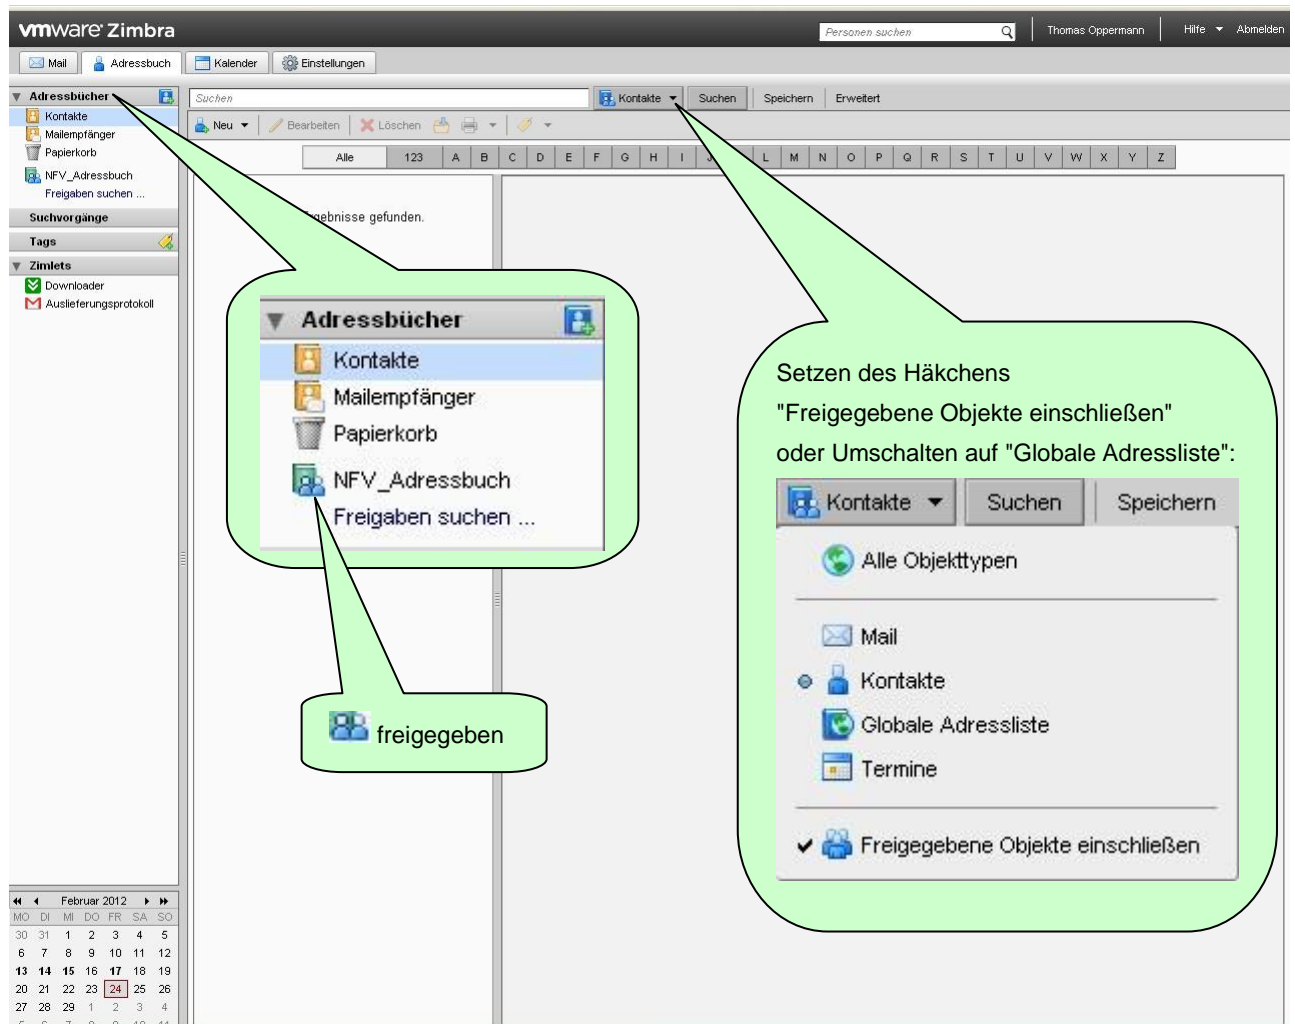 vmware Zimbra
Personen suchen
Thomas Oppermann
Hilfe
Abmelden
Mail
Adressbuch
Kalender
Einstellungen
Adressbücher
Kontakte
Mailempfänger
Papierkorb
NFV_Adressbuch
Freigaben suchen ...
Suchvorgänge
Tags
Zimlets
Downloader
Auslieferungsprotokoll
Suchen
Kontakte
Suchen
Speichern
Erweitert
Neu
Bearbeiten
Löschen
Alle 123 A B C D E F G H I J L M N O P Q R S T U V W X Y Z
gefunden.
Adressbücher
Kontakte
Mailempfänger
Papierkorb
NFV_Adressbuch
Freigaben suchen ...
freigegeben
Setzen des Häkchens
"Freigegebene Objekte einschließen"
oder Umschalten auf "Globale Adressliste":
Kontakte Suchen Speichern
Alle Objekttypen
Mail
Kontakte
Globale Adressliste
Termine
Freigegebene Objekte einschließen
Februar 2012
MO DI MI DO FR SA SO
30 31 1 2 3 4 5
6 7 8 9 10 11 12
13 14 15 16 17 18 19
20 21 22 23 24 25 26
27 28 29 1 2 3 4